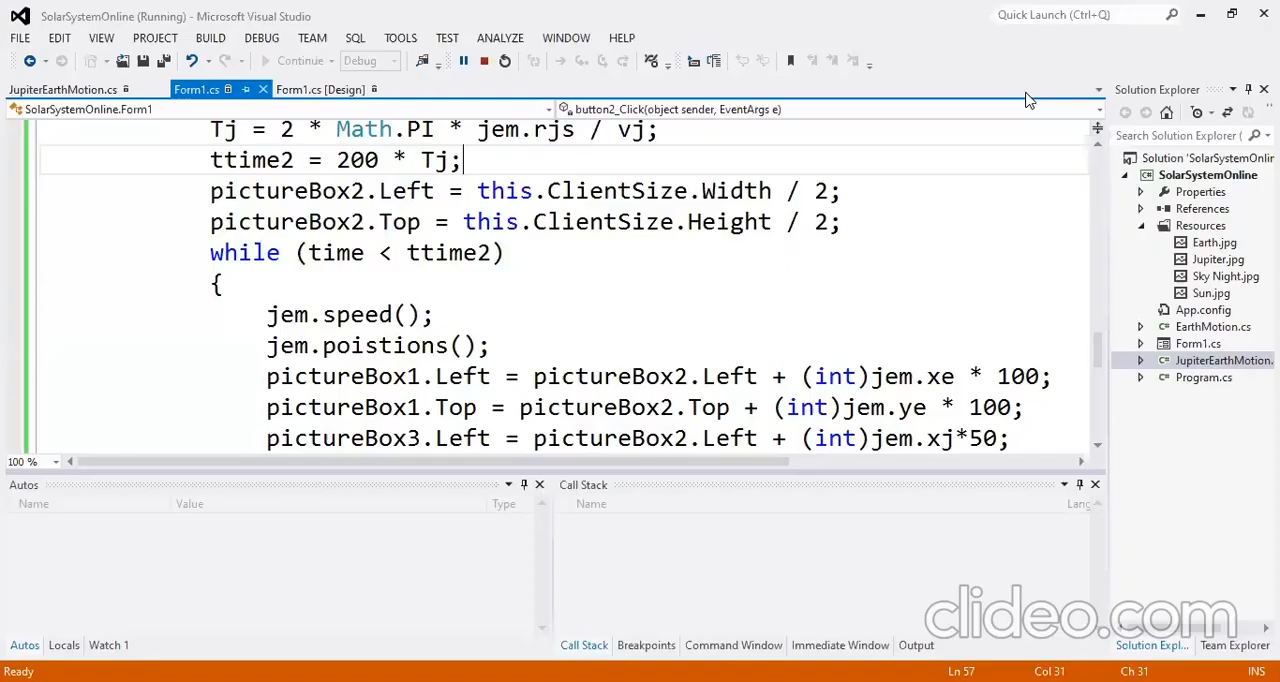 SolarSystemOnline (Running) - Microsoft Visual Studio
Quick Launch (Ctrl+Q)
FILE EDIT VIEW PROJECT BUILD DEBUG TEAM SQL TOOLS TEST ANALYZE WINDOW HELP
Continue Debug
JupiterEarthMotion.cs Form1.cs Form1.cs [Design]
SolarSystemOnline.Form1 button2_Click(object sender, EventArgs e)
Tj = 2 * Math.PI * jem.rjs / vj;
ttime2 = 200 * Tj;
pictureBox2.Left = this.ClientSize.Width / 2;
pictureBox2.Top = this.ClientSize.Height / 2;
while (time < ttime2)
{
jem.speed();
jem.poistions();
pictureBox1.Left = pictureBox2.Left + (int)jem.xe * 100;
pictureBox1.Top = pictureBox2.Top + (int)jem.ye * 100;
pictureBox3.Left = pictureBox2.Left + (int)jem.xj*50;
100 %
Solution Explorer
Search Solution Explorer (
Solution 'SolarSystemOnlin
SolarSystemOnline
Properties
References
Resources
Earth.jpg
Jupiter.jpg
Sky Night.jpg
Sun.jpg
App.config
EarthMotion.cs
Form1.cs
JupiterEarthMotion.
Program.cs
Autos
Name Value Type
Call Stack
Name Lang
Autos Locals Watch 1
Call Stack Breakpoints Command Window Immediate Window Output
Solution Expl... Team Explorer
clideo.com
Ready Ln 57 Col 31 Ch 31 INS